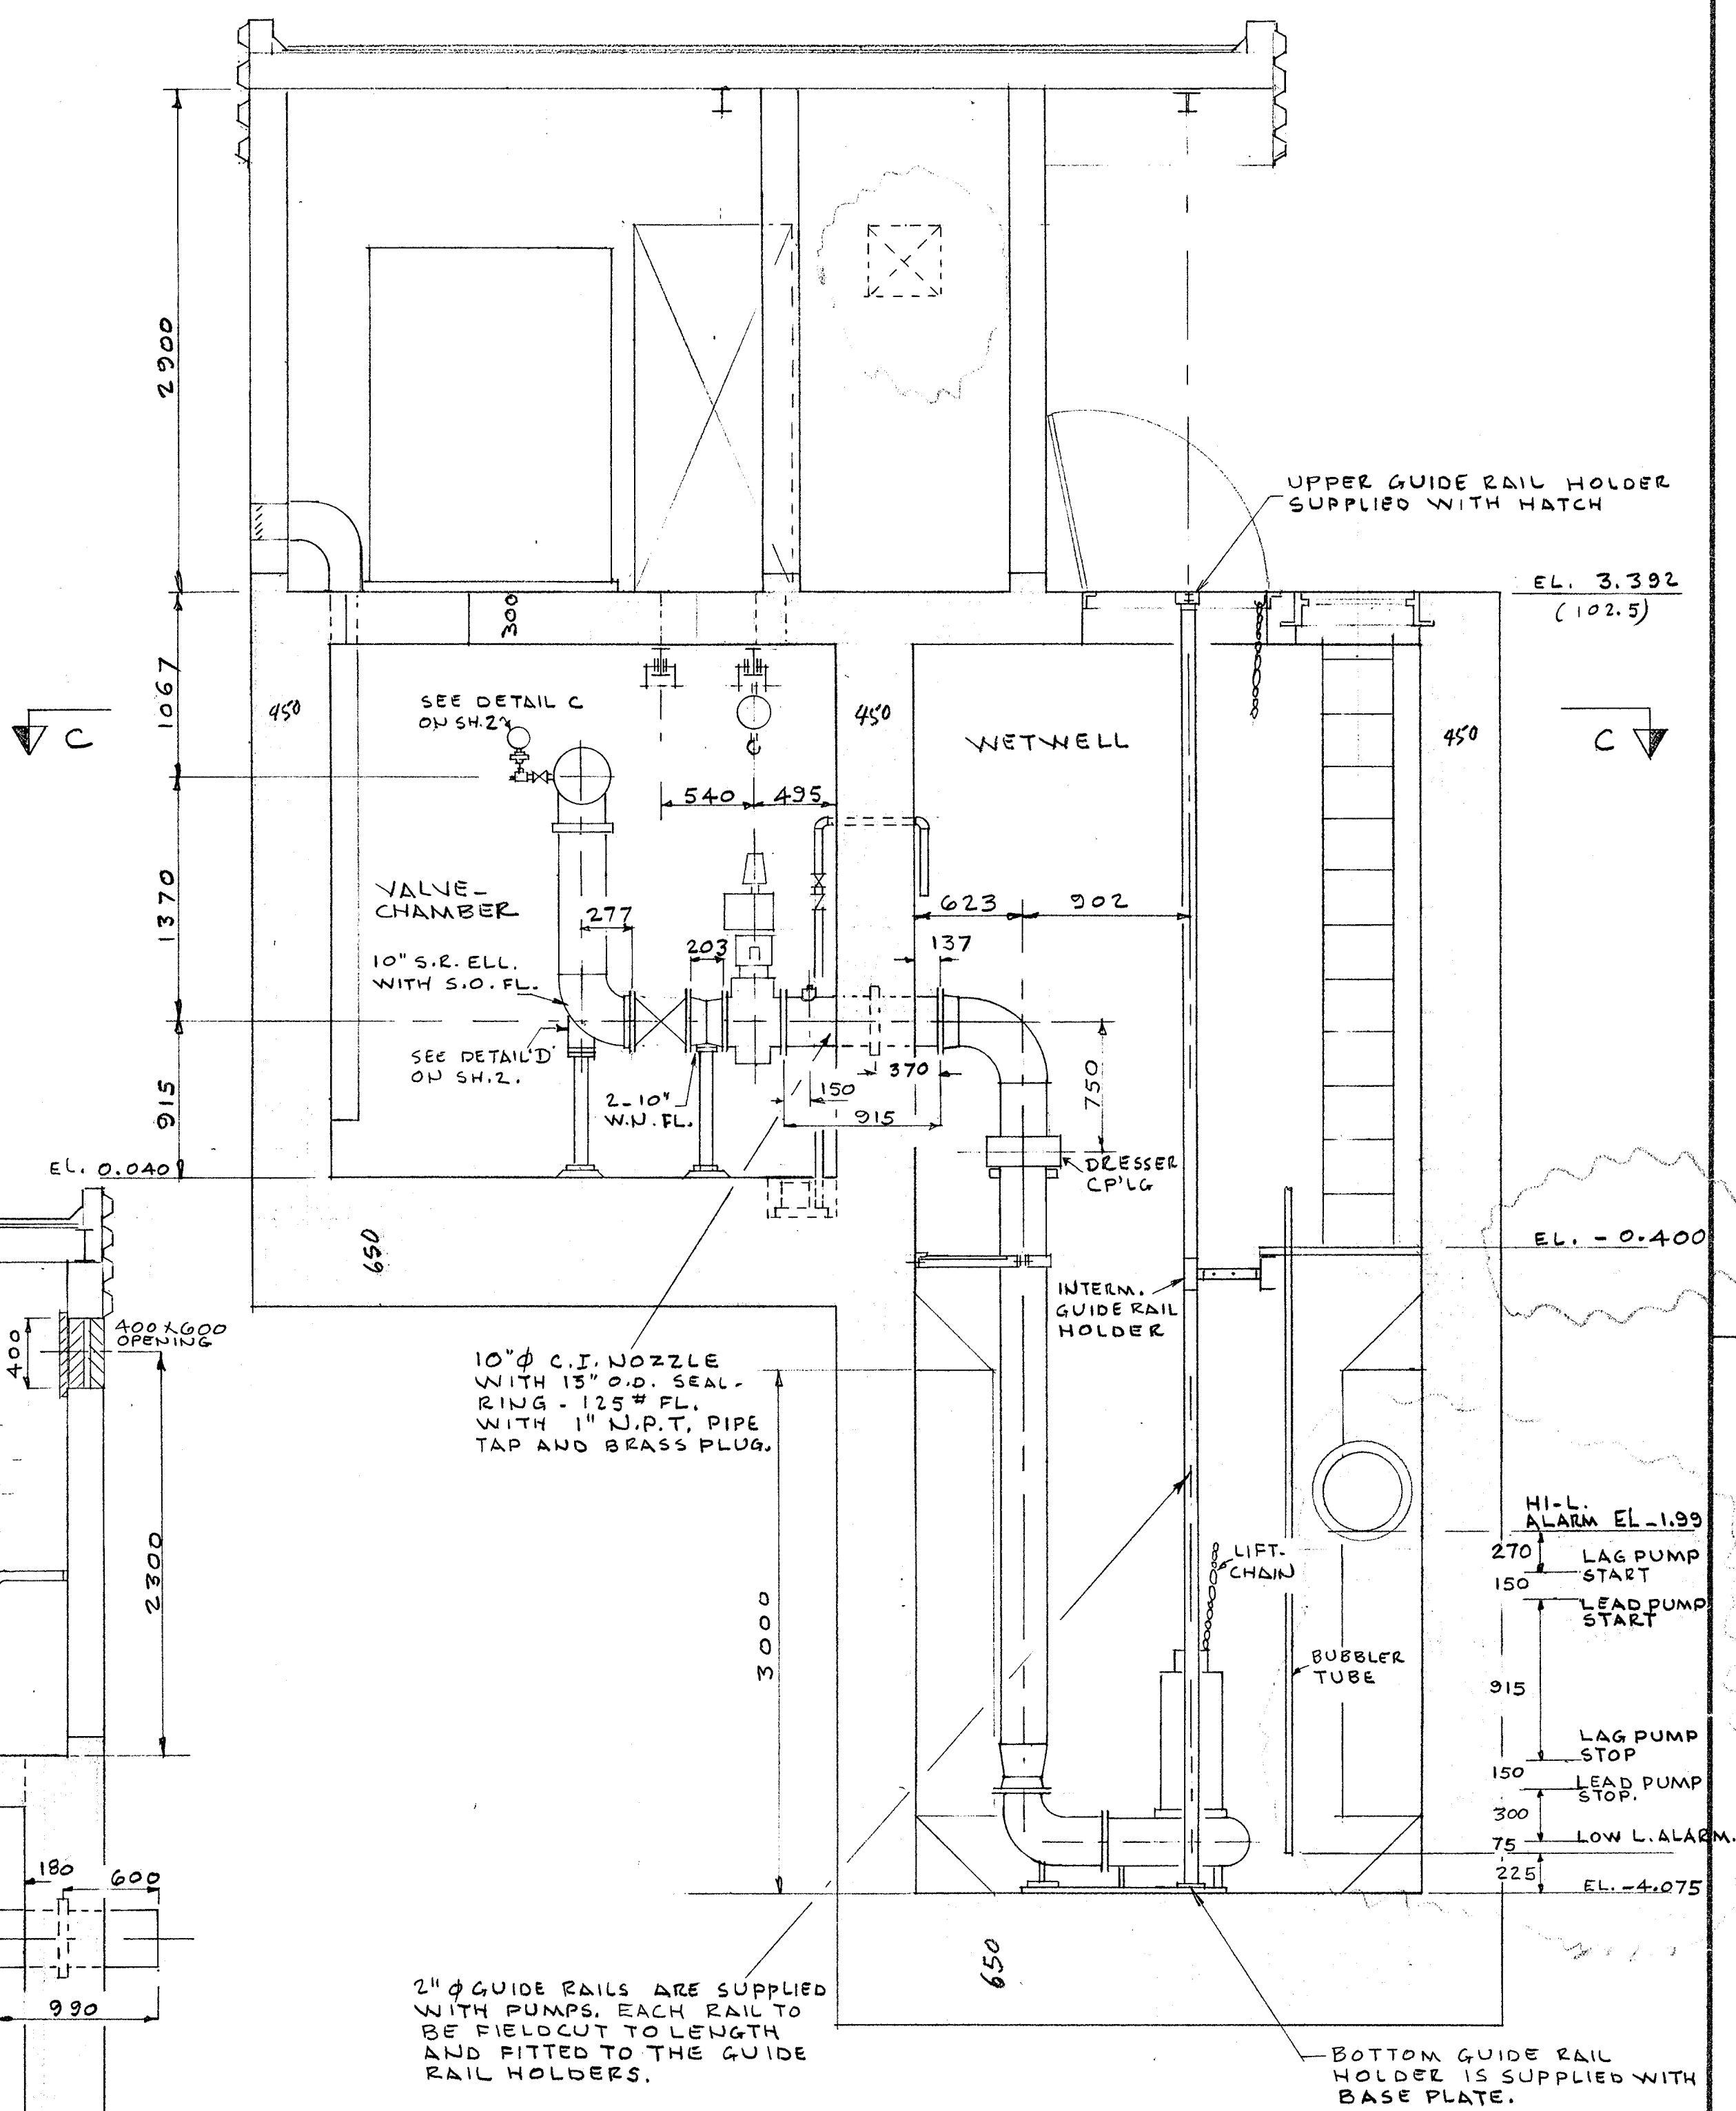 2900
UPPER GUIDE RAIL HOLDER
SUPPLIED WITH HATCH
EL. 3.392
(102.5)
300
1067
C
450
SEE DETAIL C
ON SH.2
C
450
WETWELL
450
C
540
495
1370
VALVE-
CHAMBER
277
623
902
203
137
10" S.R. ELL.
WITH S.O. FL.
SEE DETAIL 'D'
ON SH.2.
370
750
915
2-10"
W.N. FL.
150
915
EL. 0.040
DRESSER
CP'LG
650
EL. - 0.400
INTERM.
GUIDE RAIL
HOLDER
400
400 X 600
OPENING
10"φ C.I. NOZZLE
WITH 15" O.D. SEAL-
RING - 125# FL.
WITH 1" N.P.T. PIPE
TAP AND BRASS PLUG.
2300
3000
HI-L.
ALARM EL -1.99
270
LAG PUMP
START
150
LEAD PUMP
START
LIFT-
CHAIN
BUBBLER
TUBE
915
LAG PUMP
STOP
150
LEAD PUMP
STOP.
300
75
LOW L. ALARM.
225
EL. -4.075
180
600
990
650
2" φ GUIDE RAILS ARE SUPPLIED
WITH PUMPS. EACH RAIL TO
BE FIELDCUT TO LENGTH
AND FITTED TO THE GUIDE
RAIL HOLDERS.
BOTTOM GUIDE RAIL
HOLDER IS SUPPLIED WITH
BASE PLATE.